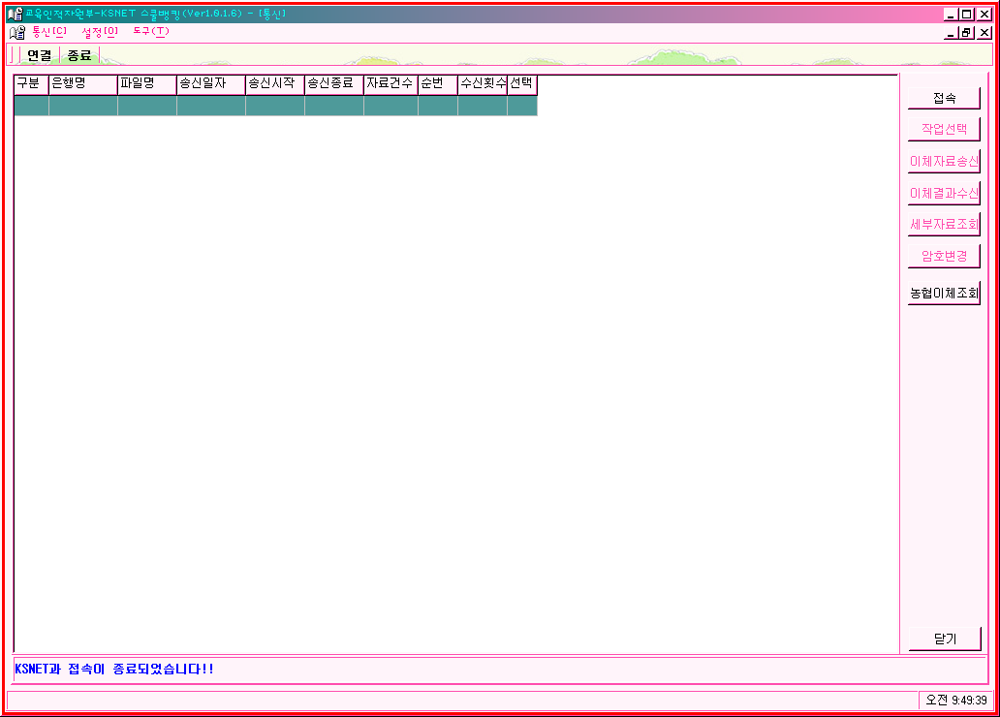 교육인적자원부-KSNET 스쿨뱅킹(Ver1.0.1.6) - [통신]
통신[C] 설정[O] 도구(T)
연결 종료
구분 은행명 파일명 송신일자 송신시작 송신종료 자료건수 순번 수신횟수 선택
접속
작업선택
이체자료송신
이체결과수신
세부자료조회
암호변경
농협이체조회
닫기
KSNET과 접속이 종료되었습니다!!
오전 9:49:39